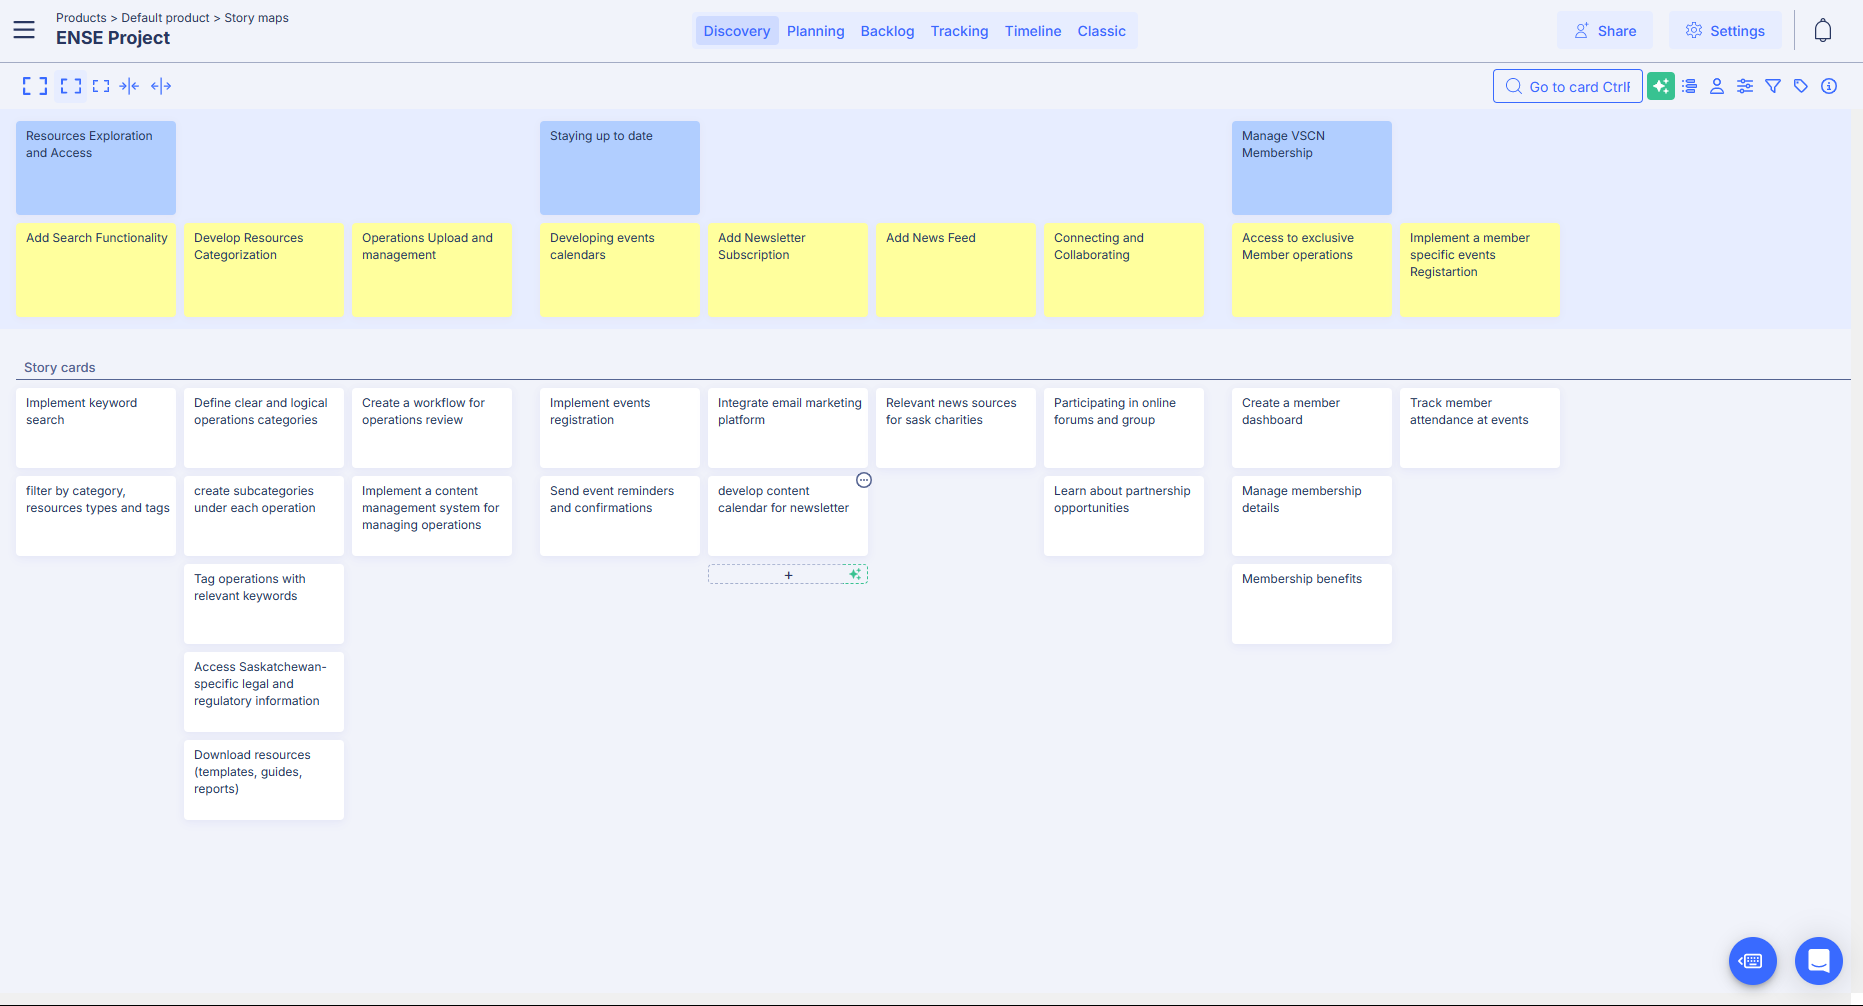 Products > Default product > Story maps
ENSE Project
Discovery
Planning
Backlog
Tracking
Timeline
Classic
Share
Settings
Go to card CtrlF
Resources Exploration
and Access
Staying up to date
Manage VSCN
Membership
Add Search Functionality
Develop Resources
Categorization
Operations Upload and
management
Developing events
calendars
Add Newsletter
Subscription
Add News Feed
Connecting and
Collaborating
Access to exclusive
Member operations
Implement a member
specific events
Registartion
Story cards
Implement keyword
search
Define clear and logical
operations categories
Create a workflow for
operations review
Implement events
registration
Integrate email marketing
platform
Relevant news sources
for sask charities
Participating in online
forums and group
Create a member
dashboard
Track member
attendance at events
filter by category,
resources types and tags
create subcategories
under each operation
Implement a content
management system for
managing operations
Send event reminders
and confirmations
develop content
calendar for newsletter
Learn about partnership
opportunities
Manage membership
details
+
Tag operations with
relevant keywords
Membership benefits
Access Saskatchewan-
specific legal and
regulatory information
Download resources
(templates, guides,
reports)